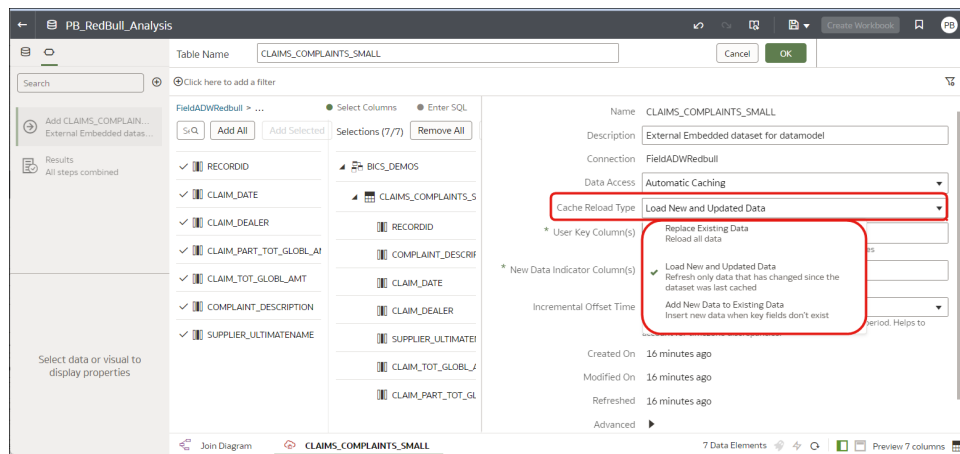 PB_RedBull_Analysis
Create Workbook
PB
Table Name
CLAIMS_COMPLAINTS_SMALL
Cancel
OK
Search
Click here to add a filter
Add CLAIMS_COMPLAIN...
External Embedded datas...
Results
All steps combined
Select data or visual to
display properties
FieldADWRedbull > ...
Select Columns
Enter SQL
Add All
Add Selected
Selections (7/7)
Remove All
RECORDID
CLAIM_DATE
CLAIM_DEALER
CLAIM_PART_TOT_GLOBL_AM
CLAIM_TOT_GLOBL_AMT
COMPLAINT_DESCRIPTION
SUPPLIER_ULTIMATENAME
BICS_DEMOS
CLAIMS_COMPLAINTS_S
RECORDID
COMPLAINT_DESCRIP
CLAIM_DATE
CLAIM_DEALER
SUPPLIER_ULTIMATE
CLAIM_TOT_GLOBL_A
CLAIM_PART_TOT_GL
Name CLAIMS_COMPLAINTS_SMALL
Description External Embedded dataset for datamodel
Connection FieldADWRedbull
Data Access Automatic Caching
Cache Reload Type Load New and Updated Data
* User Key Column(s)
Replace Existing Data
Reload all data
* New Data Indicator Column(s)
Load New and Updated Data
Refresh only data that has changed since the
dataset was last cached
Incremental Offset Time
Add New Data to Existing Data
Insert new data when key fields don't exist
period. Helps to
Created On 16 minutes ago
Modified On 16 minutes ago
Refreshed 16 minutes ago
Advanced
Join Diagram
CLAIMS_COMPLAINTS_SMALL
7 Data Elements
Preview 7 columns